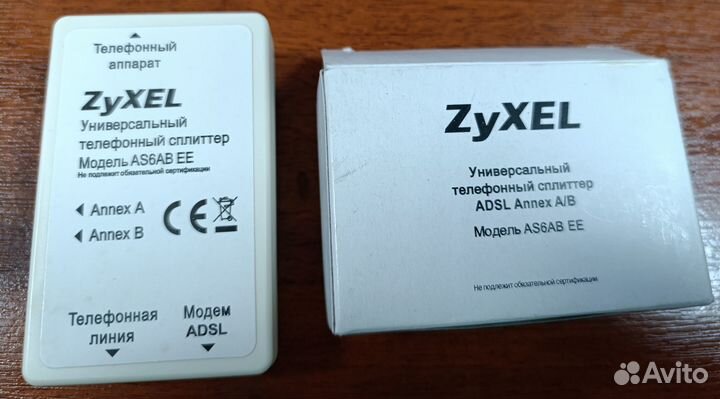 Телефонный
аппарат
ZyXEL
Универсальный
телефонный сплиттер
Модель AS6AB EE
Не подлежит обязательной сертификации
Annex A
Annex B
CE
Телефонная
линия
Модем
ADSL
ZyXEL
Универсальный
телефонный сплиттер
ADSL Annex A/B
Модель AS6AB EE
Не подлежит обязательной сертификации.
Avito